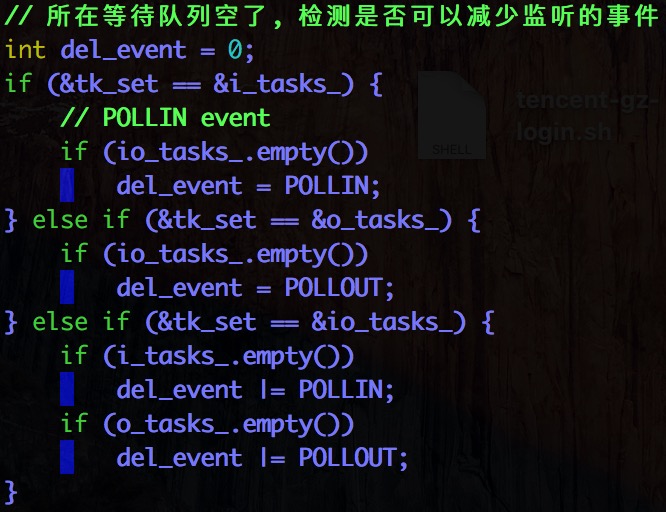 // 所在等待队列空了, 检测是否可以减少监听的事件
int del_event = 0;
if (&tk_set == &i_tasks_) {
    // POLLIN event
    if (io_tasks_.empty())
        del_event = POLLIN;
} else if (&tk_set == &o_tasks_) {
    if (io_tasks_.empty())
        del_event = POLLOUT;
} else if (&tk_set == &io_tasks_) {
    if (i_tasks_.empty())
        del_event |= POLLIN;
    if (o_tasks_.empty())
        del_event |= POLLOUT;
}
tencent-gz-
login.sh
SHELL